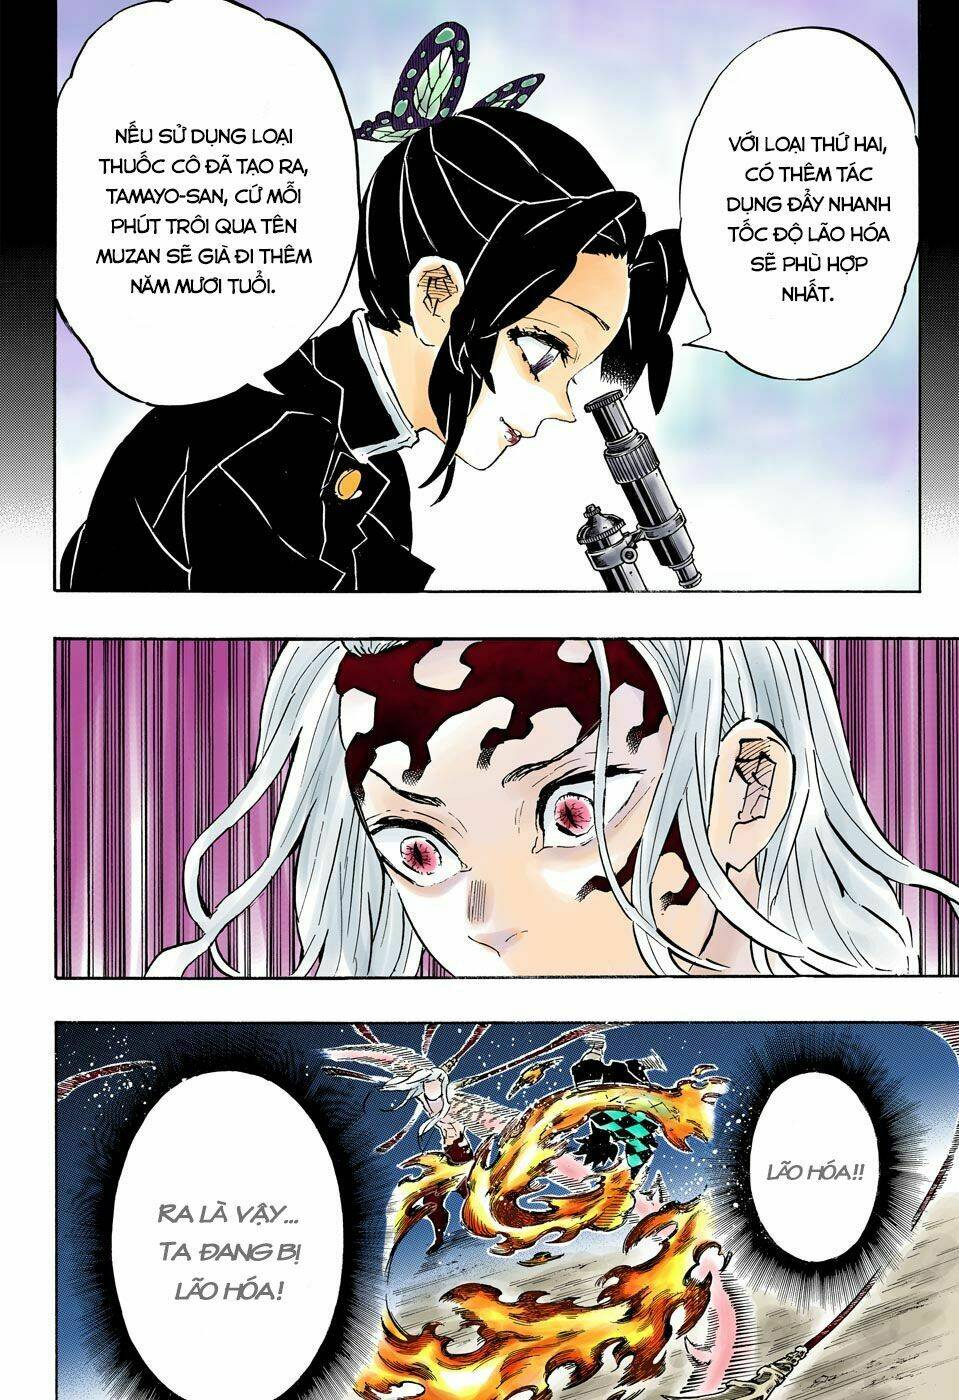 VỚI LOẠI THỨ HAI,
CÓ THÊM TÁC
DỤNG ĐẨY NHANH
TỐC ĐỘ LÃO HÓA
SẼ PHÙ HỢP
NHẤT.
NẾU SỬ DỤNG LOẠI
THUỐC CÔ ĐÃ TẠO RA,
TAMAYO-SAN, CỨ MỖI
PHÚT TRÔI QUA TÊN
MUZAN SẼ GIÀ ĐI THÊM
NĂM MƯƠI TUỔI.
LÃO HÓA!!
RA LÀ VẬY...
TA ĐANG BỊ
LÃO HÓA!